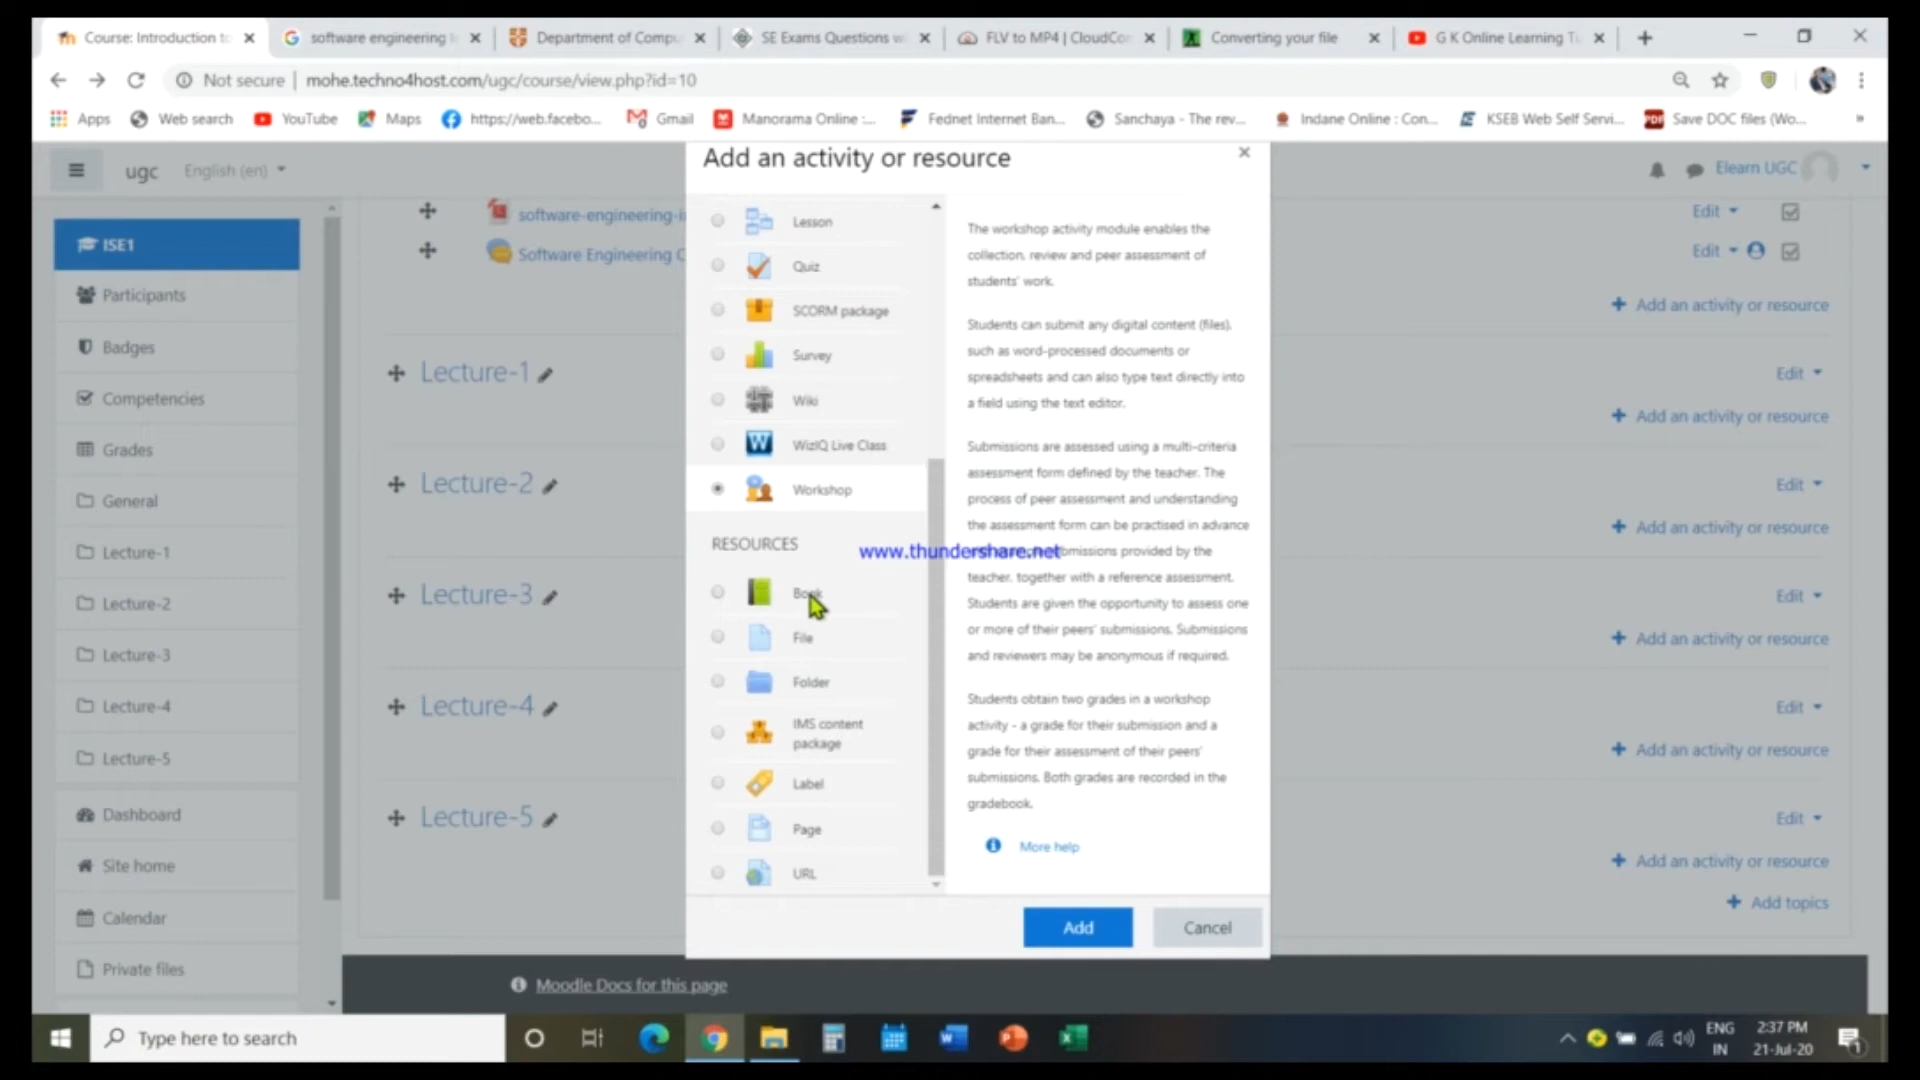 Course: Introduction to
software engineering
Department of Compu
SE Exams Questions w
FLV to MP4 | CloudCon
Converting your file
G K Online Learning T
Not secure | mohe.techno4host.com/ugc/course/view.php?id=10
Apps
Web search
YouTube
Maps
https://web.facebo...
Gmail
Manorama Online :...
Fednet Internet Ban...
Sanchaya - The rev...
Indane Online : Con...
KSEB Web Self Servi...
Save DOC files (Wo...
»
ugc
English (en)
Elearn UGC
ISE1
Participants
Badges
Competencies
Grades
General
Lecture-1
Lecture-2
Lecture-3
Lecture-4
Lecture-5
Dashboard
Site home
Calendar
Private files
software-engineering-i
Edit
Software Engineering C
Edit
+ Add an activity or resource
Lecture-1
Edit
+ Add an activity or resource
Lecture-2
Edit
+ Add an activity or resource
Lecture-3
Edit
+ Add an activity or resource
Lecture-4
Edit
+ Add an activity or resource
Lecture-5
Edit
+ Add an activity or resource
+ Add topics
Add an activity or resource
Lesson
Quiz
SCORM package
Survey
Wiki
WizIQ Live Class
Workshop
RESOURCES
Book
File
Folder
IMS content
package
Label
Page
URL
The workshop activity module enables the
collection, review and peer assessment of
students' work.
Students can submit any digital content (files),
such as word-processed documents or
spreadsheets and can also type text directly into
a field using the text editor.
Submissions are assessed using a multi-criteria
assessment form defined by the teacher. The
process of peer assessment and understanding
the assessment form can be practised in advance
www.thundershare.net
bmissions provided by the
teacher, together with a reference assessment.
Students are given the opportunity to assess one
or more of their peers' submissions. Submissions
and reviewers may be anonymous if required.
Students obtain two grades in a workshop
activity - a grade for their submission and a
grade for their assessment of their peers'
submissions. Both grades are recorded in the
gradebook.
More help
Add
Cancel
Moodle Docs for this page
Type here to search
ENG
IN
2:37 PM
21-Jul-20
1